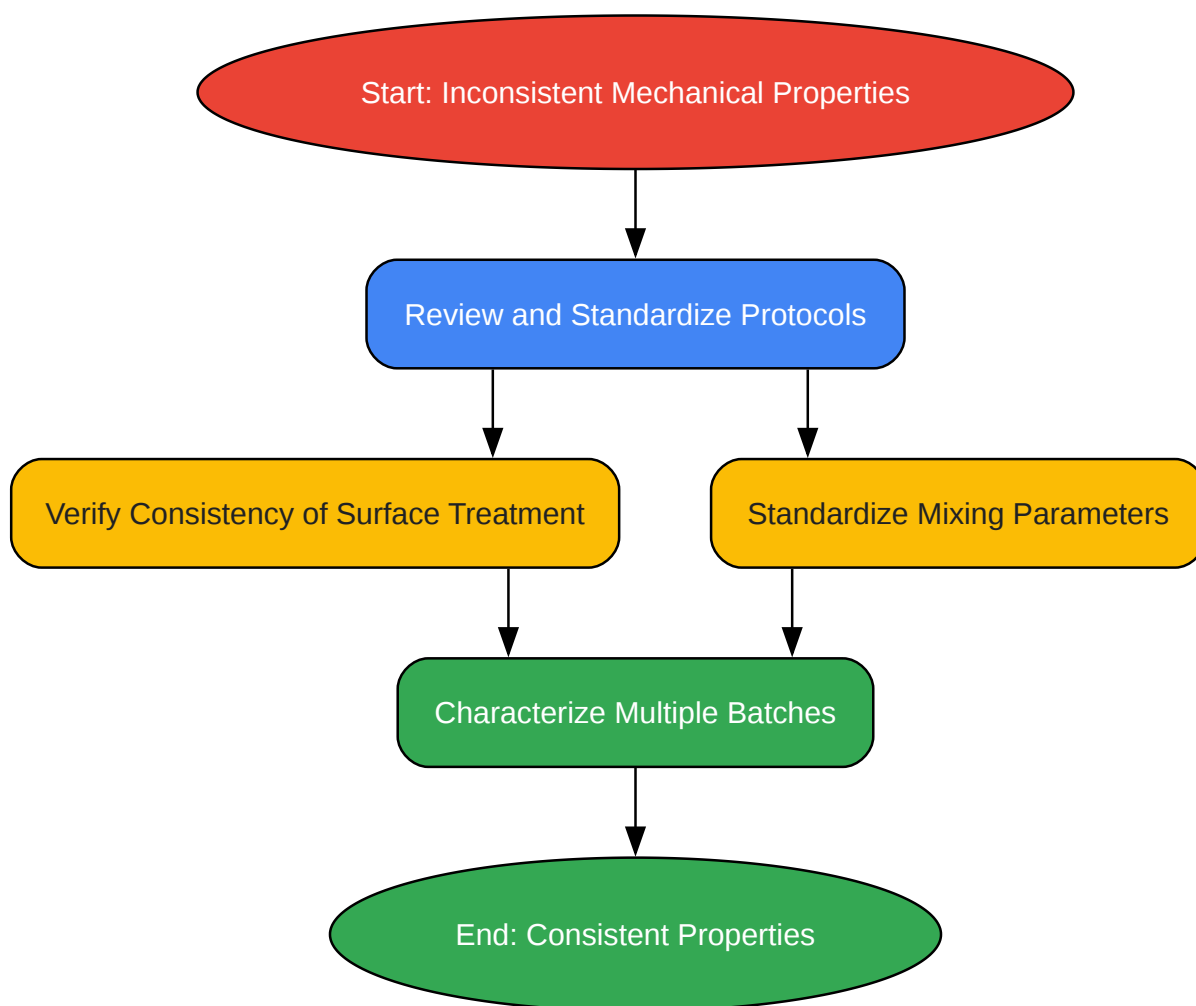 Start: Inconsistent Mechanical Properties
Review and Standardize Protocols
Verify Consistency of Surface Treatment
Standardize Mixing Parameters
Characterize Multiple Batches
End: Consistent Properties